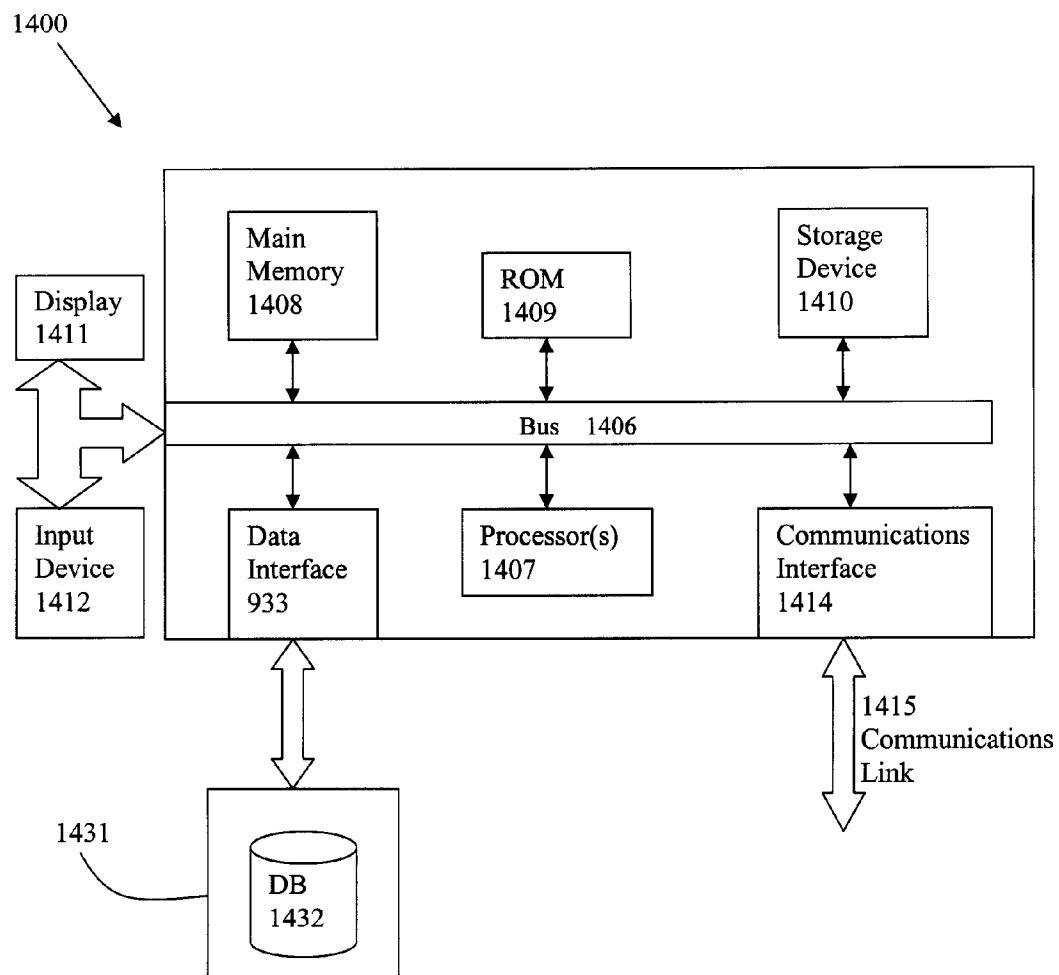 1400
Main
Memory
1408
ROM
1409
Storage
Device
1410
Display
1411
Bus 1406
Input
Device
1412
Data
Interface
933
Processor(s)
1407
Communications
Interface
1414
1415
Communications
Link
1431
DB
1432